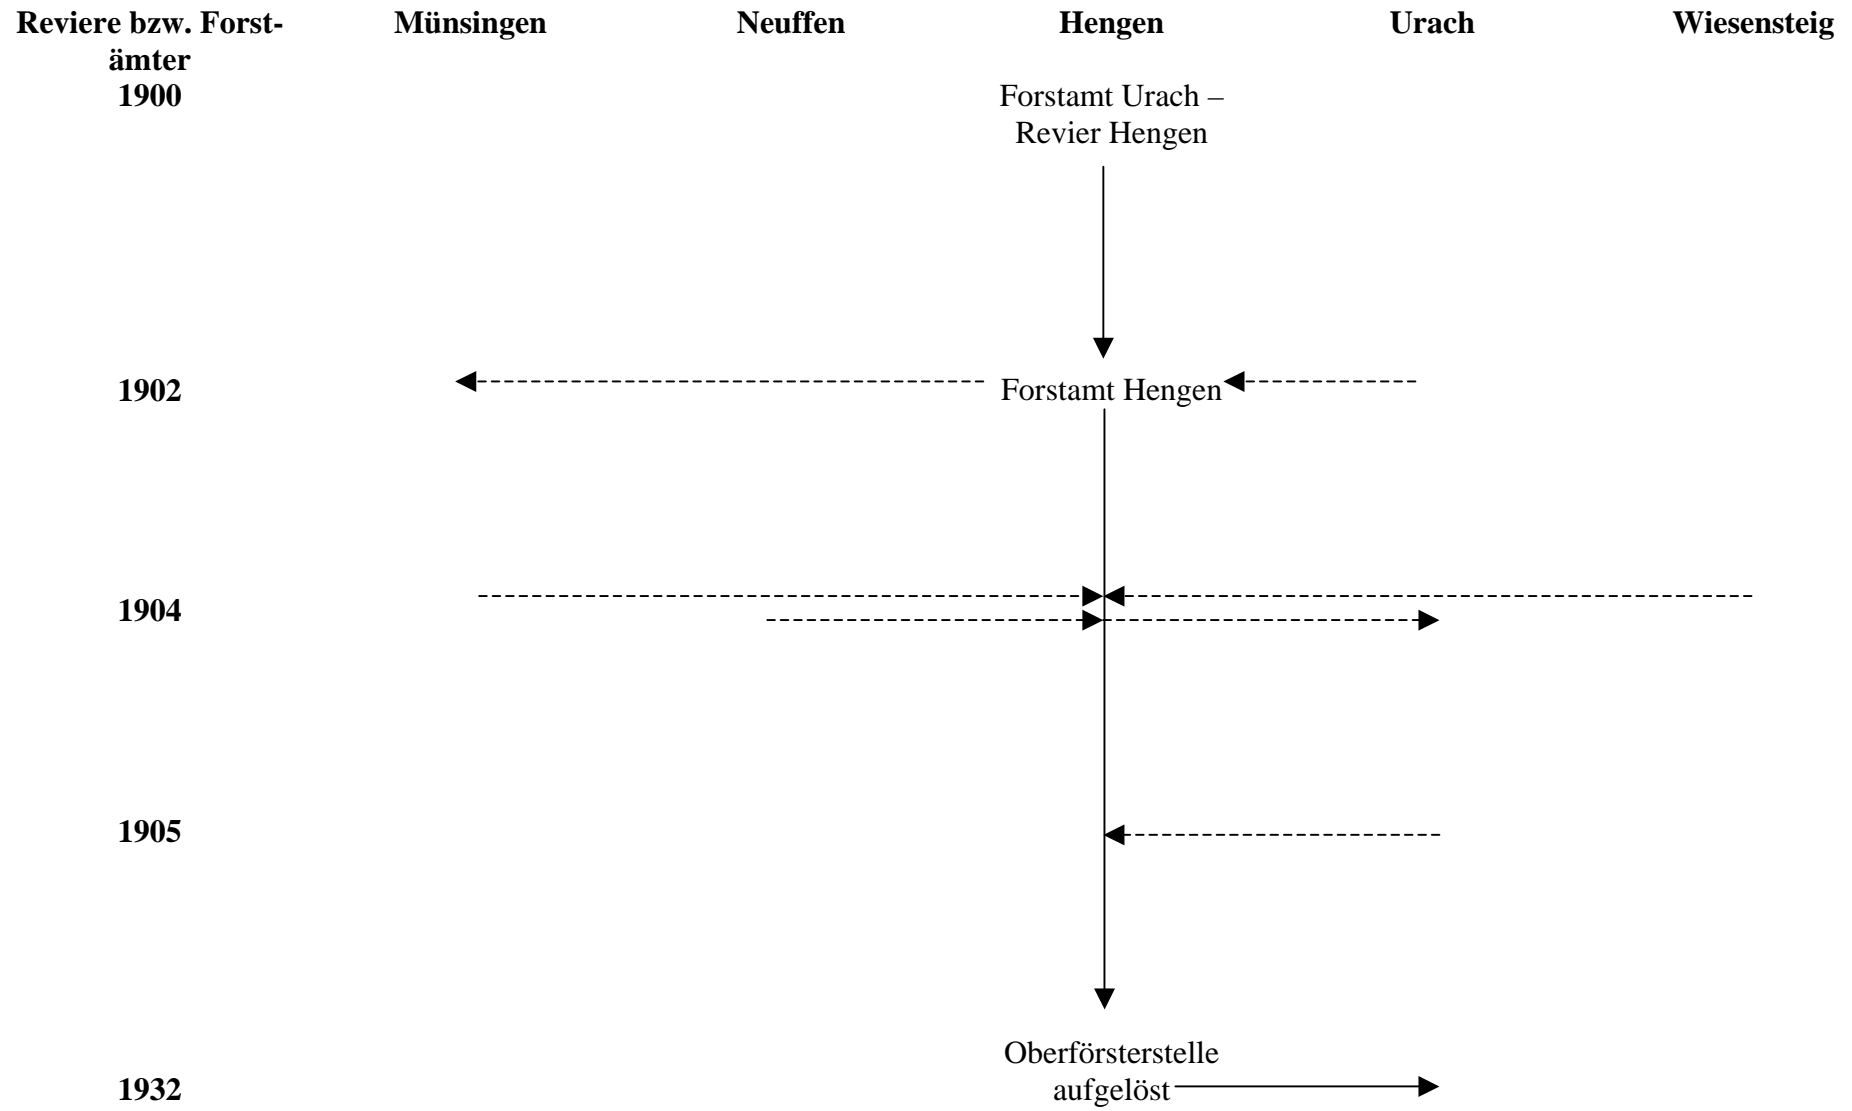 Reviere bzw. Forst- Münsingen Neuffen Hengen Urach Wiesensteig
ämter
1900 Forstamt Urach –
Revier Hengen
1902 Forstamt Hengen
1904
1905
Oberförsterstelle
1932 aufgelöst